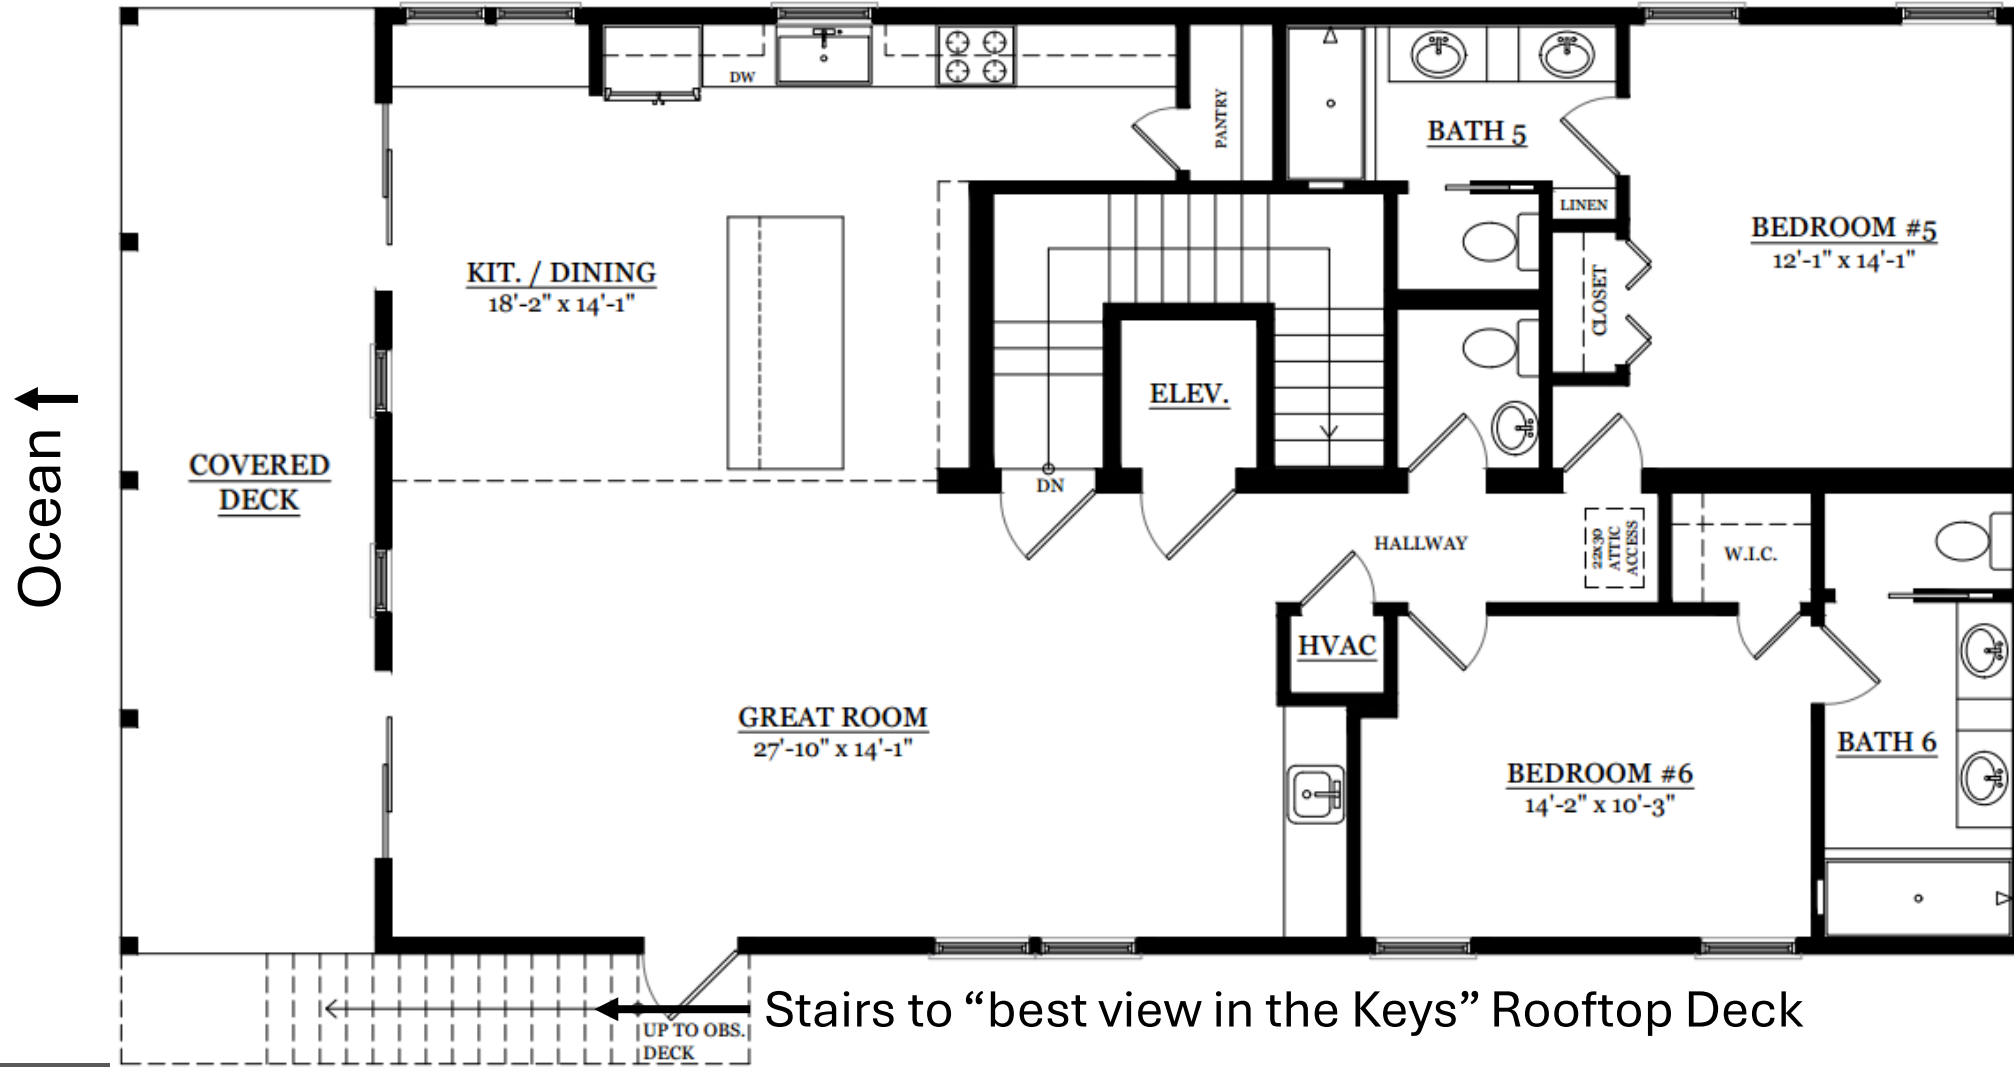 DW
PANTRY
BATH 5
LINEN
BEDROOM #5
12'-1" x 14'-1"
KIT. / DINING
18'-2" x 14'-1"
CLOSET
ELEV.
Ocean
COVERED
DECK
DN
HALLWAY
22x30
ATTIC
ACCESS
W.I.C.
HVAC
GREAT ROOM
27'-10" x 14'-1"
BATH 6
BEDROOM #6
14'-2" x 10'-3"
Stairs to “best view in the Keys” Rooftop Deck
UP TO OBS.
DECK